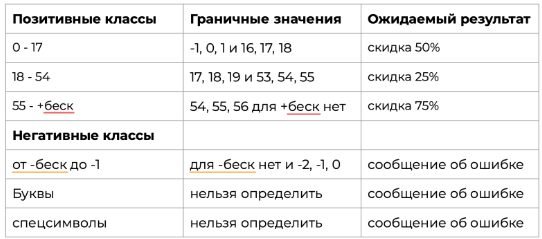 Позитивные классы Граничные значения Ожидаемый результат
0 - 17 -1, 0, 1 и 16, 17, 18 скидка 50%
18 - 54 17, 18, 19 и 53, 54, 55 скидка 25%
55 - +беск 54, 55, 56 для +беск нет скидка 75%
Негативные классы
от -беск до -1 для -беск нет и -2, -1, 0 сообщение об ошибке
Буквы нельзя определить сообщение об ошибке
спецсимволы нельзя определить сообщение об ошибке